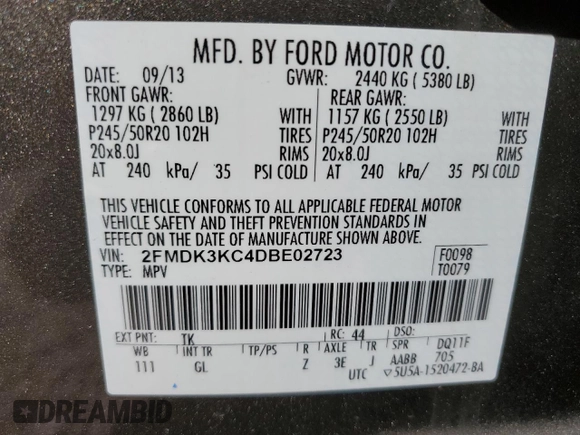 MFD. BY FORD MOTOR CO.
DATE: 09/13 GVWR: 2440 KG ( 5380 LB)
FRONT GAWR: REAR GAWR:
1297 KG ( 2860 LB) WITH 1157 KG ( 2550 LB) WITH
P245/50R20 102H TIRES P245/50R20 102H TIRES
20x8.0J RIMS 20x8.0J RIMS
AT 240 kPa/ 35 PSI COLD AT 240 kPa/ 35 PSI COLD
THIS VEHICLE CONFORMS TO ALL APPLICABLE FEDERAL MOTOR
VEHICLE SAFETY AND THEFT PREVENTION STANDARDS IN
EFFECT ON THE DATE OF MANUFACTURE SHOWN ABOVE.
VIN: 2FMDK3KC4DBE02723 F0098
TYPE: MPV T0079
EXT PNT: TK RC: 44 DSO:
WB INT TR TP/PS R AXLE TR SPR DQ11F
111 GL Z 3E J AABB 705
UTC ▽5U5A-1520472-BA
DREAMBID